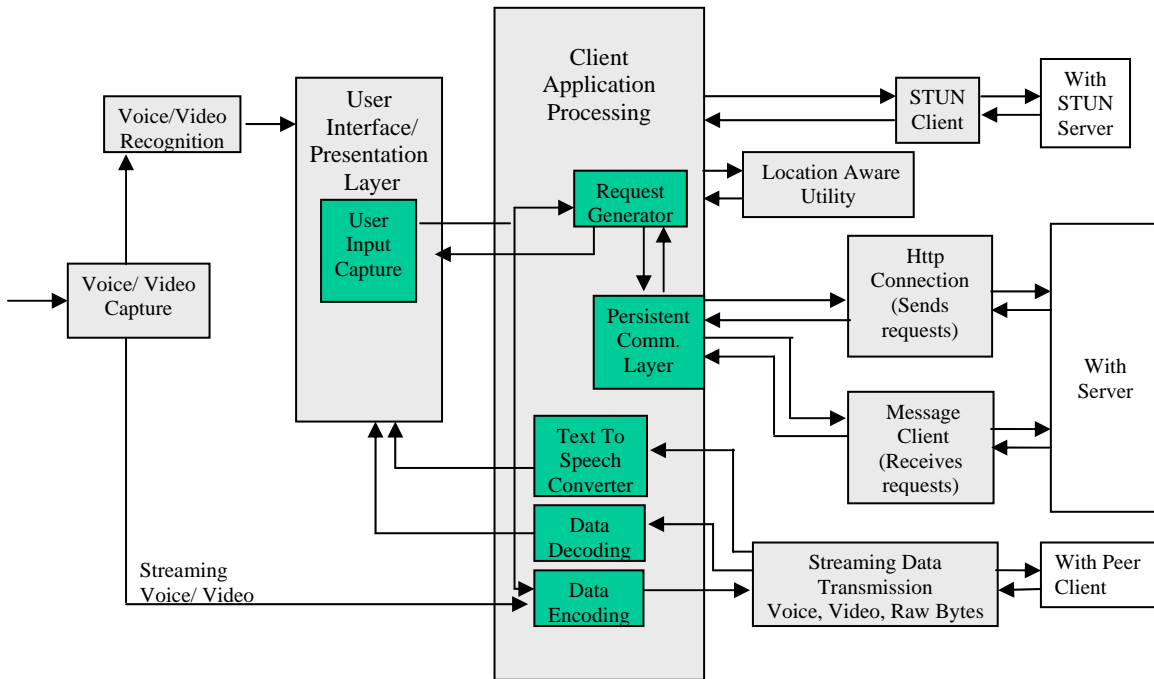 Client
Application
Processing
User
Interface/
Presentation
Layer
Voice/Video
Recognition
STUN
Client
With
STUN
Server
Location Aware
Utility
Request
Generator
User
Input
Capture
Voice/ Video
Capture
Http
Connection
(Sends
requests)
Persistent
Comm.
Layer
With
Server
Message
Client
(Receives
requests)
Text To
Speech
Converter
Data
Decoding
Data
Encoding
Streaming
Voice/ Video
Streaming Data
Transmission
Voice, Video, Raw Bytes
With Peer
Client